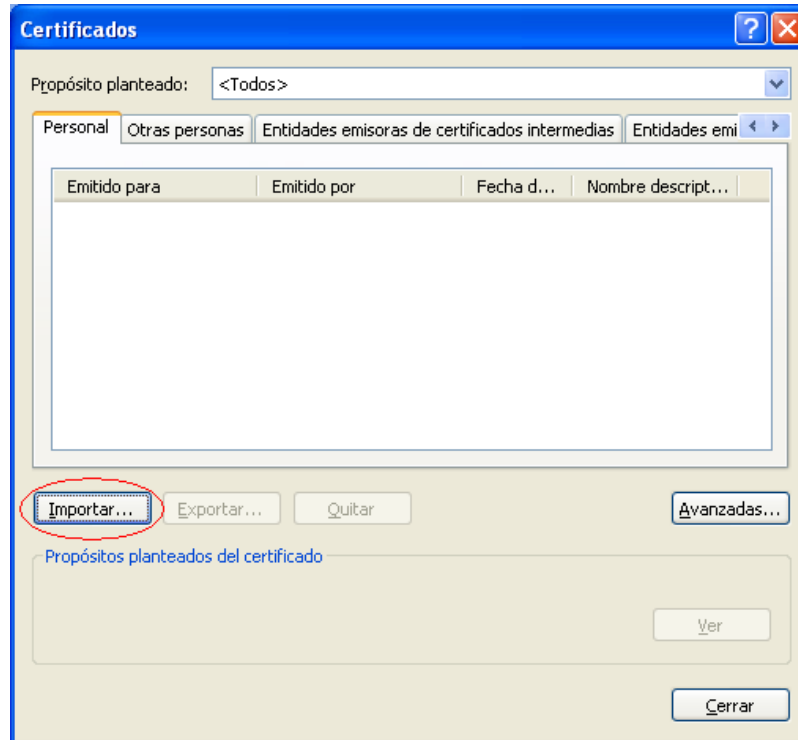 Certificados
Propósito planteado: <Todos>
Personal Otras personas Entidades emisoras de certificados intermedias Entidades emi
Emitido para Emitido por Fecha d... Nombre descript...
Importar... Exportar... Quitar Avanzadas...
Propósitos planteados del certificado
Ver
Cerrar